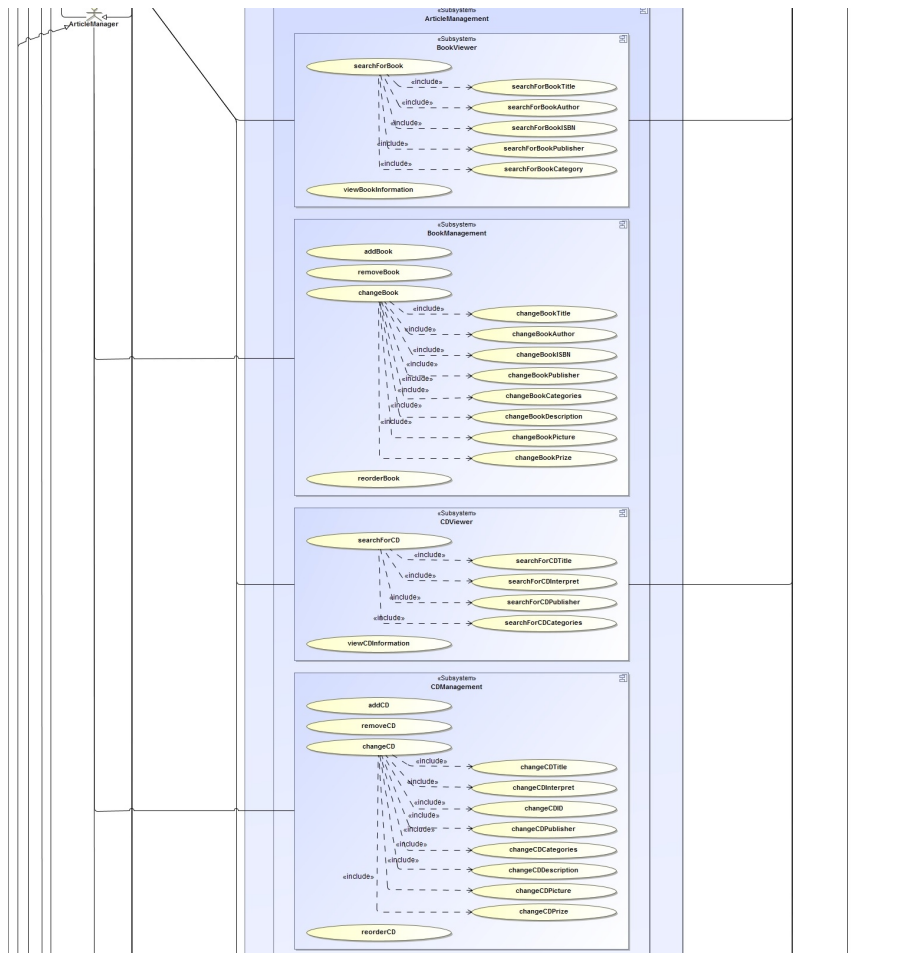 ArticleManager
ArticleManagement
«Subsystem»
BookViewer
searchForBook
«include»
searchForBookTitle
«include»
searchForBookAuthor
«include»
searchForBookISBN
«include»
searchForBookPublisher
«include»
searchForBookCategory
viewBookInformation
«Subsystem»
BookManagement
addBook
removeBook
changeBook
«include»
changeBookTitle
«include»
changeBookAuthor
«include»
changeBookISBN
«include»
changeBookPublisher
«include»
changeBookCategories
«include»
changeBookDescription
«include»
changeBookPicture
«include»
changeBookPrize
reorderBook
«Subsystem»
CDViewer
searchForCD
«include»
searchForCDTitle
«include»
searchForCDInterpret
«include»
searchForCDPublisher
«include»
searchForCDCategories
viewCDInformation
«Subsystem»
CDManagement
addCD
removeCD
changeCD
«include»
changeCDTitle
«include»
changeCDInterpret
«include»
changeCDID
«include»
changeCDPublisher
«include»
changeCDCategories
«include»
changeCDDescription
«include»
changeCDPicture
changeCDPrize
reorderCD